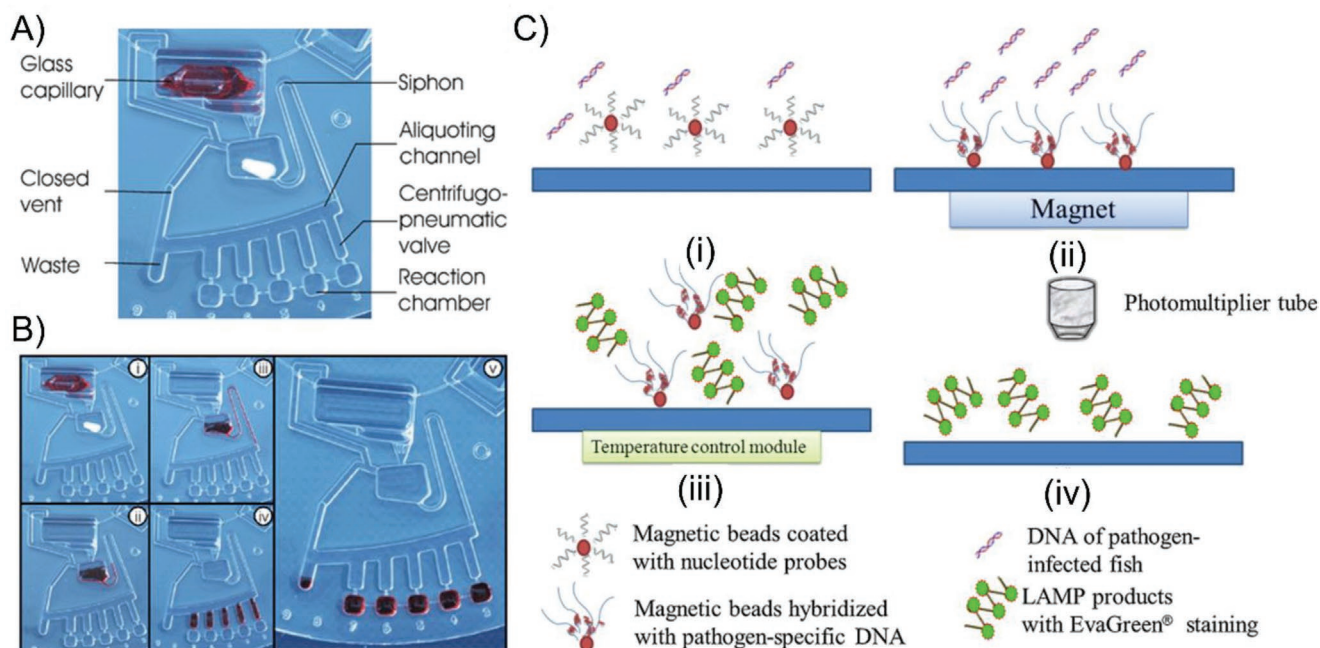 A)
Glass
capillary
Closed
vent
Waste
Siphon
Aliquoting
channel
Centrifugo-
pneumatic
valve
Reaction
chamber
B)
i
iii
v
ii
iv
C)
(i)
Magnet
(ii)
Photomultiplier tube
Temperature control module
(iii)
(iv)
Magnetic beads coated
with nucleotide probes
Magnetic beads hybridized
with pathogen-specific DNA
DNA of pathogen-
infected fish
LAMP products
with EvaGreen® staining